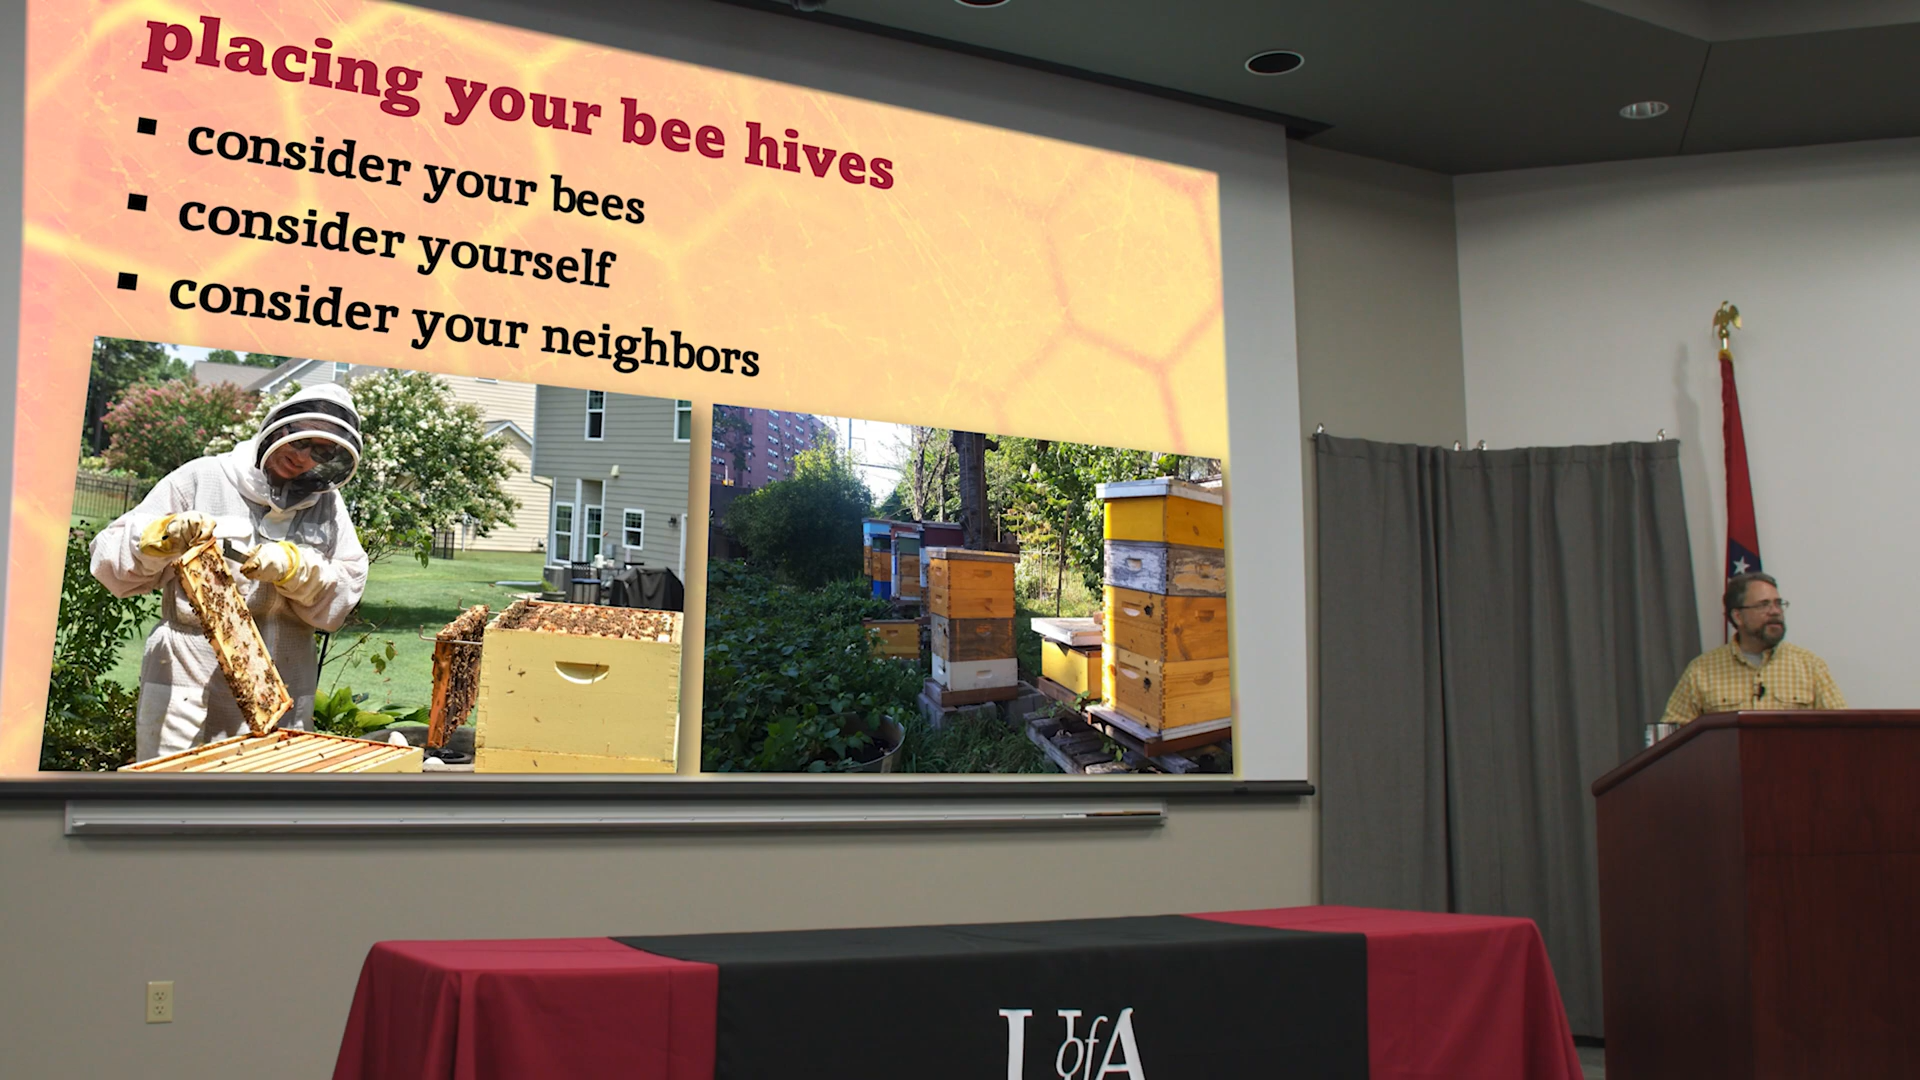 placing your bee hives
▪ consider your bees
▪ consider yourself
▪ consider your neighbors
UofA